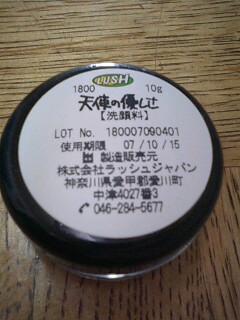 LUSH
1800 10g
天使の優しさ
【洗顔料】
LOT No. 180007090401
使用期限 07/10/15
製造販売元
株式会社ラッシュジャパン
神奈川県愛甲郡愛川町
中津4027番3
046-284-5677